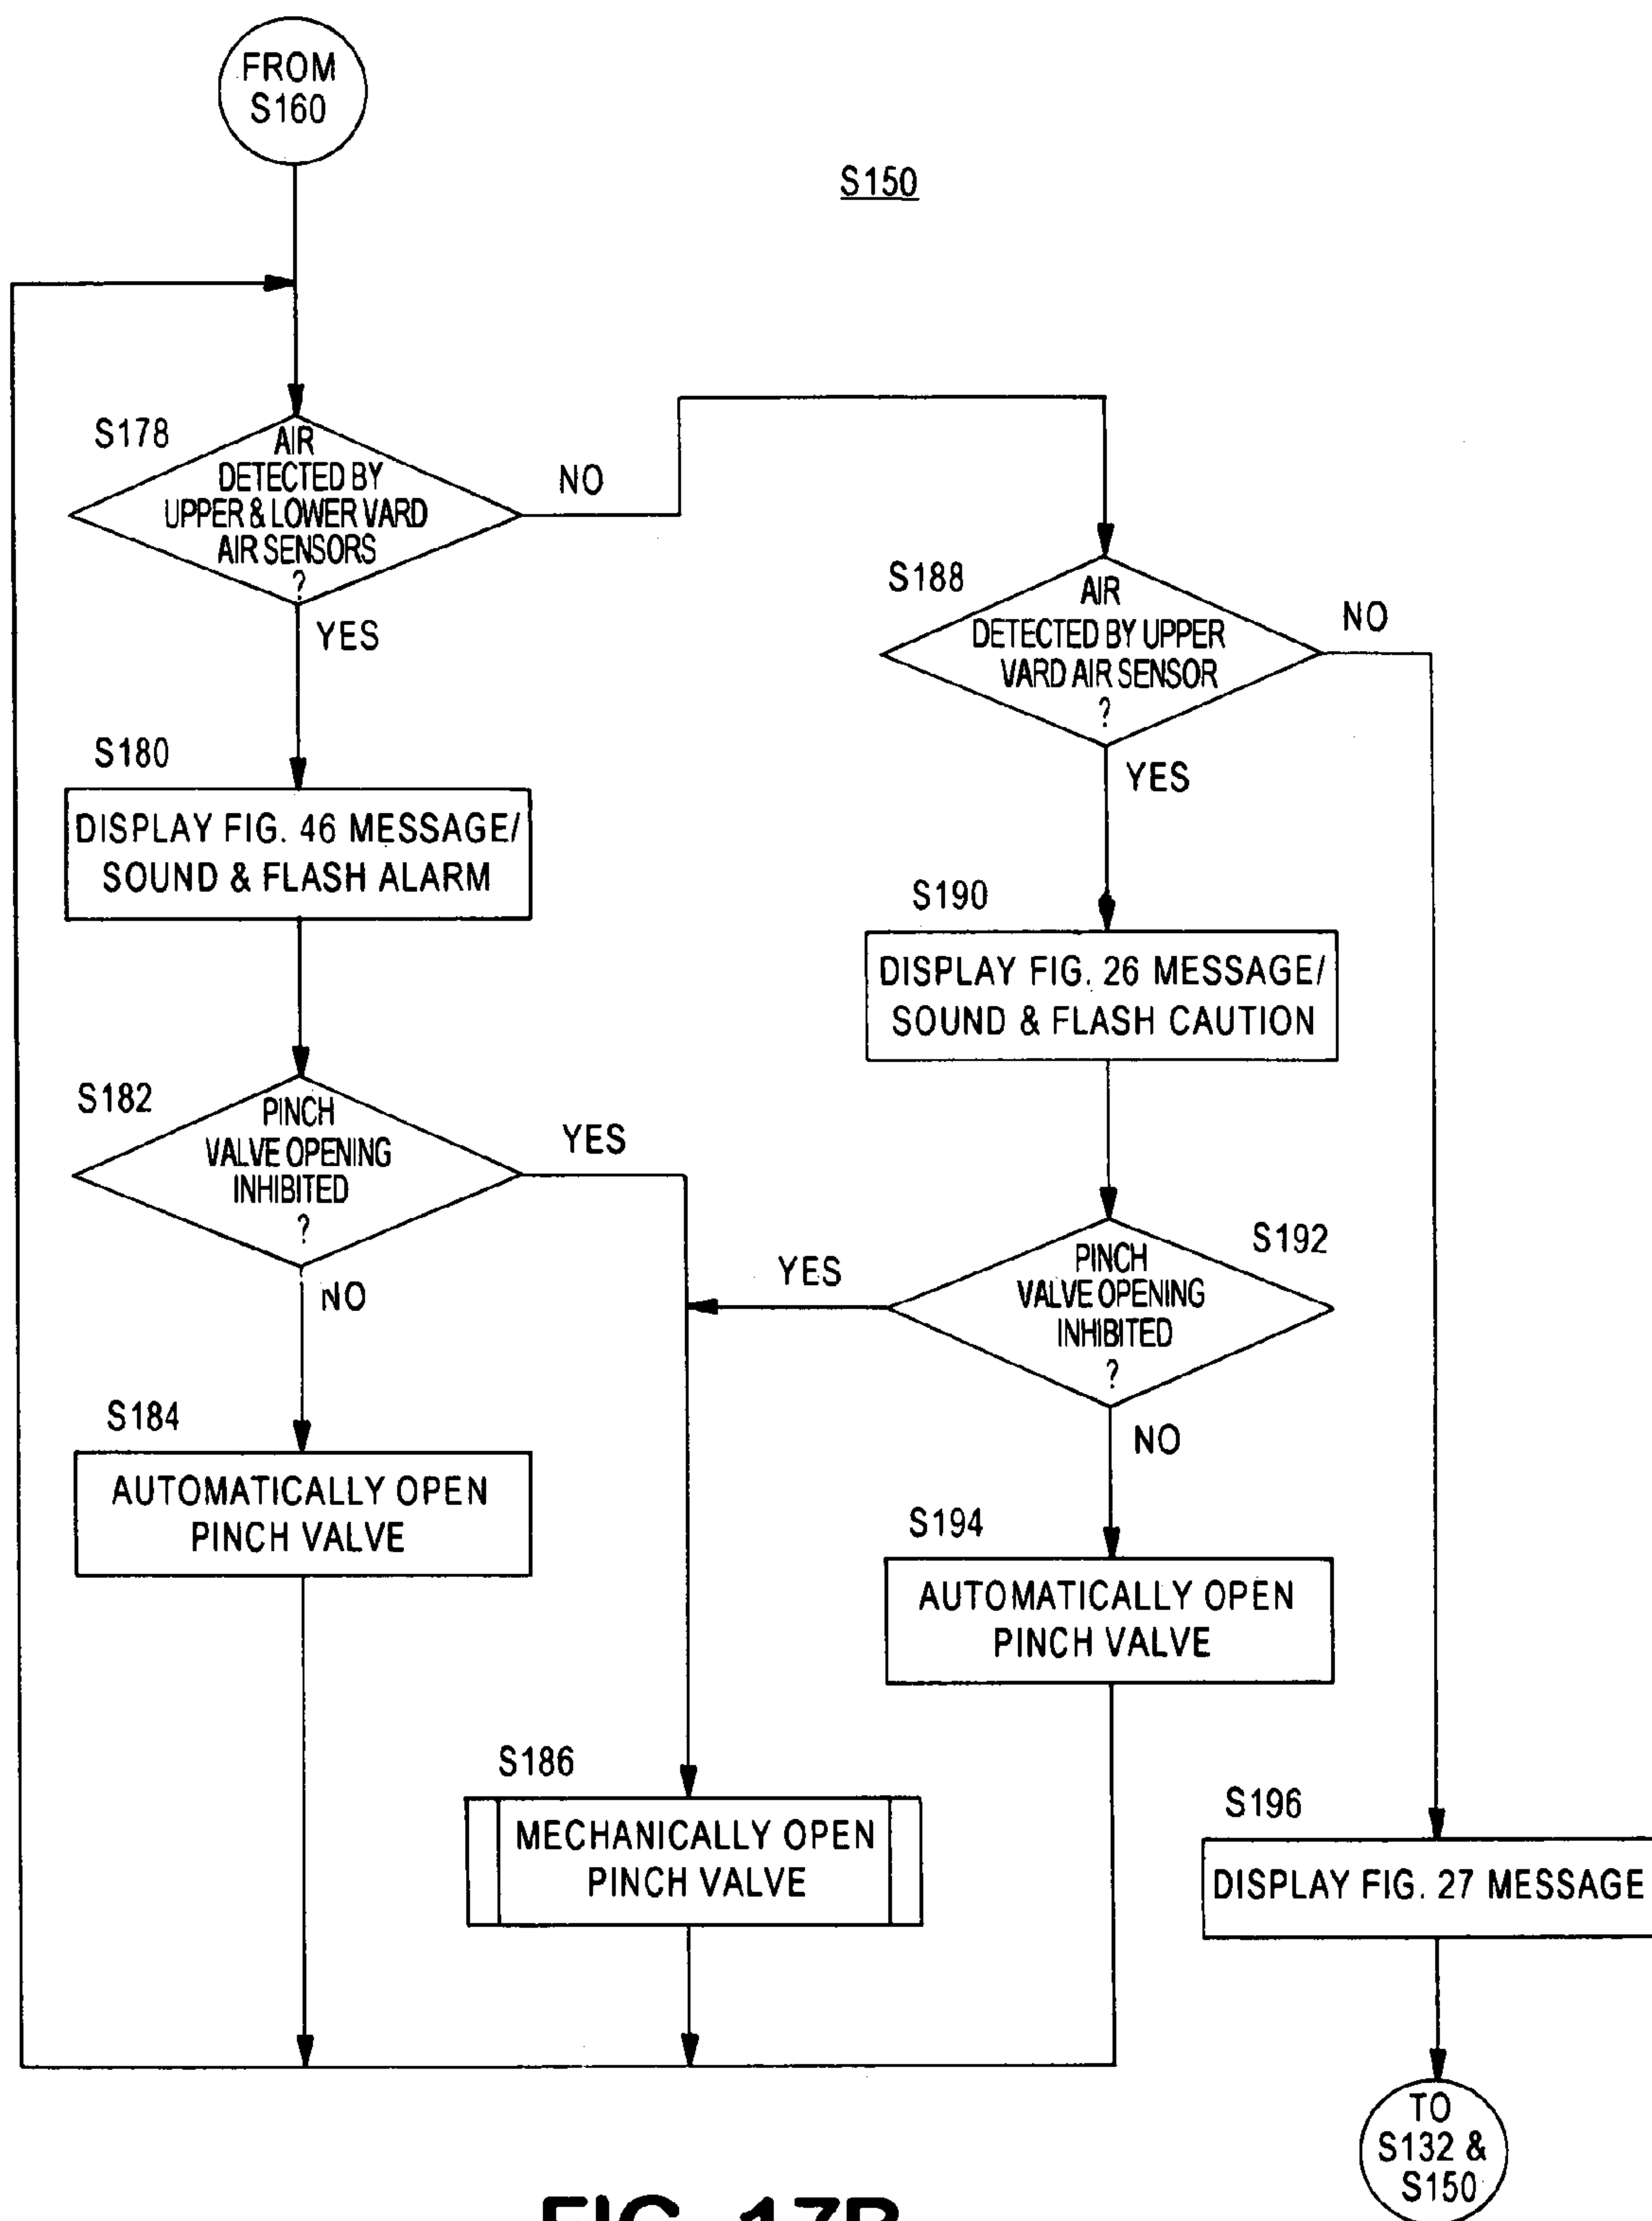 FROM
S160
S150
S178
AIR
DETECTED BY
UPPER & LOWER VARD
AIR SENSORS
?
NO
YES
S188
AIR
DETECTED BY UPPER
VARD AIR SENSOR
?
NO
YES
S180
DISPLAY FIG. 46 MESSAGE/
SOUND & FLASH ALARM
S190
DISPLAY FIG. 26 MESSAGE/
SOUND & FLASH CAUTION
S182
PINCH
VALVE OPENING
INHIBITED
?
YES
NO
S192
PINCH
VALVE OPENING
INHIBITED
?
YES
NO
S184
AUTOMATICALLY OPEN
PINCH VALVE
S194
AUTOMATICALLY OPEN
PINCH VALVE
S186
MECHANICALLY OPEN
PINCH VALVE
S196
DISPLAY FIG. 27 MESSAGE
TO
S132 &
S150
FIG. 17B